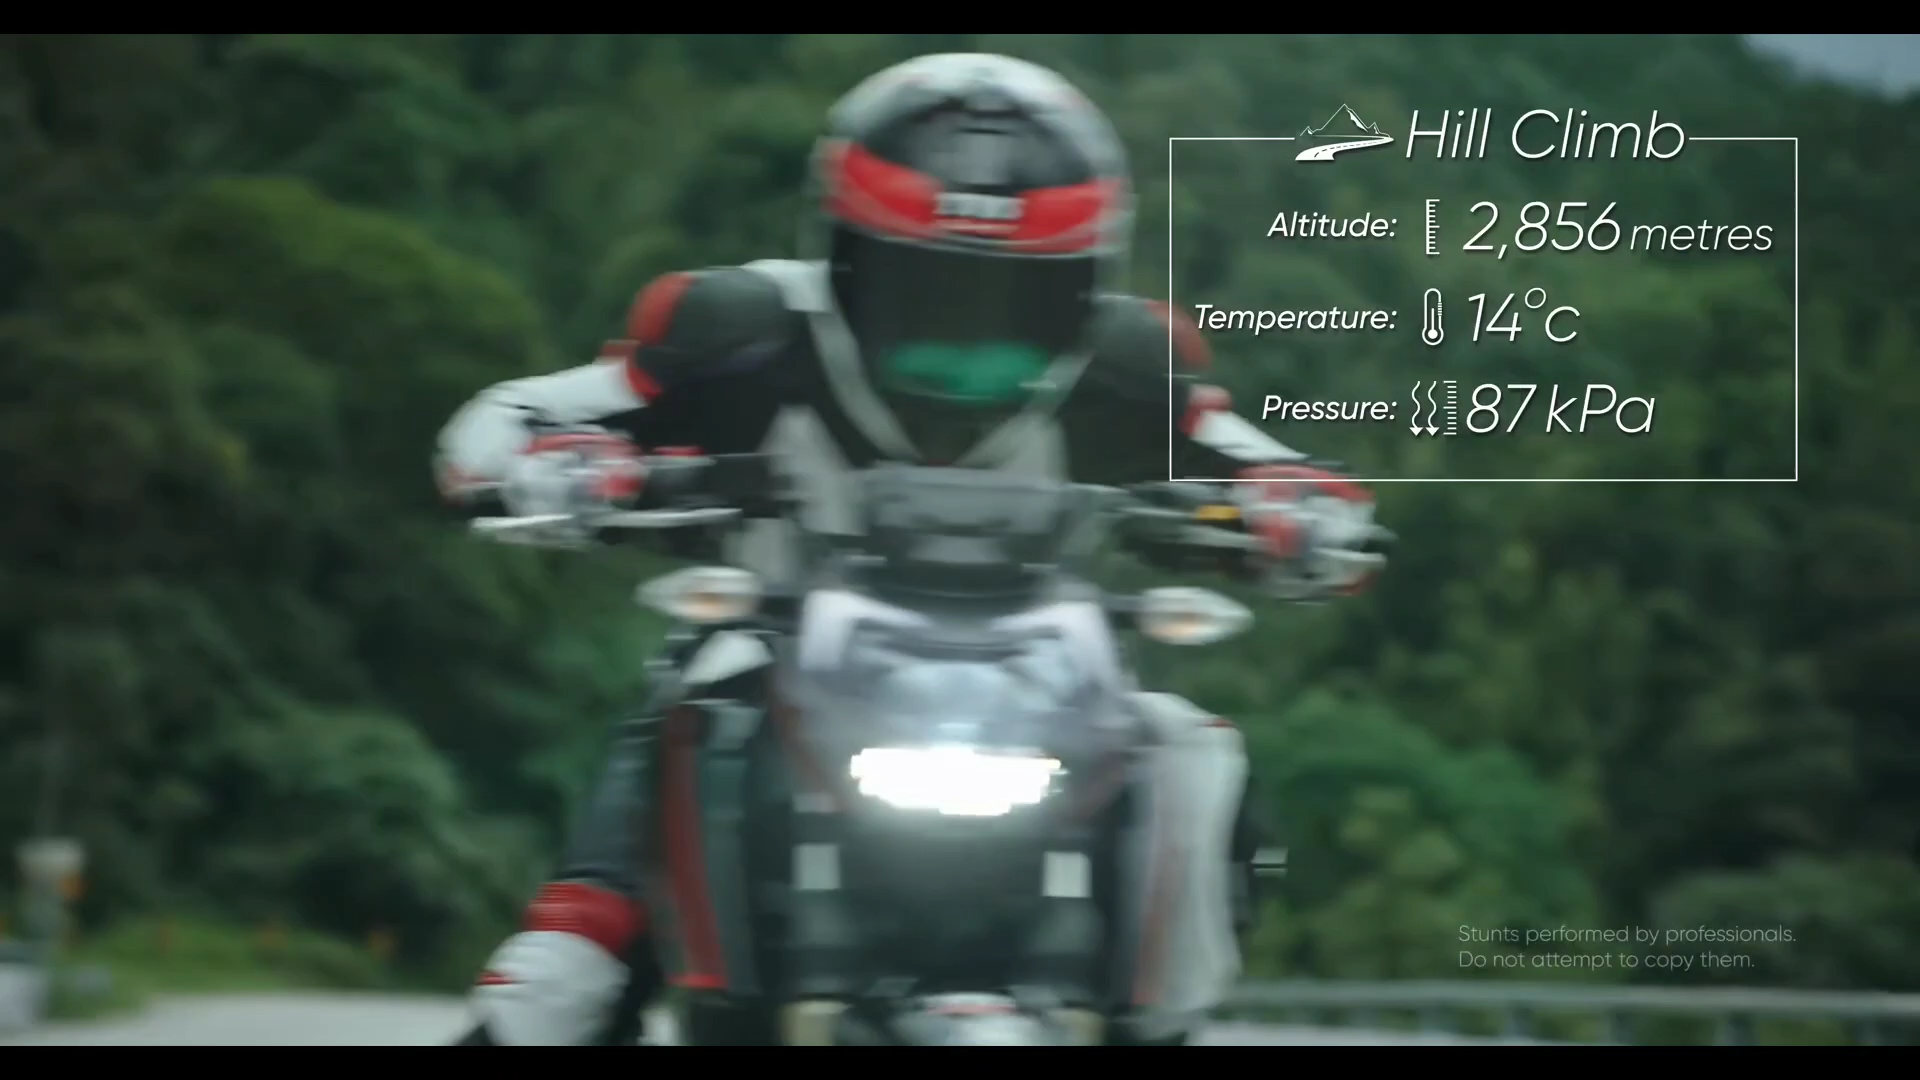 Hill Climb
Altitude: 2,856 metres
Temperature: 14°C
Pressure: 87 kPa
Stunts performed by professionals.
Do not attempt to copy them.